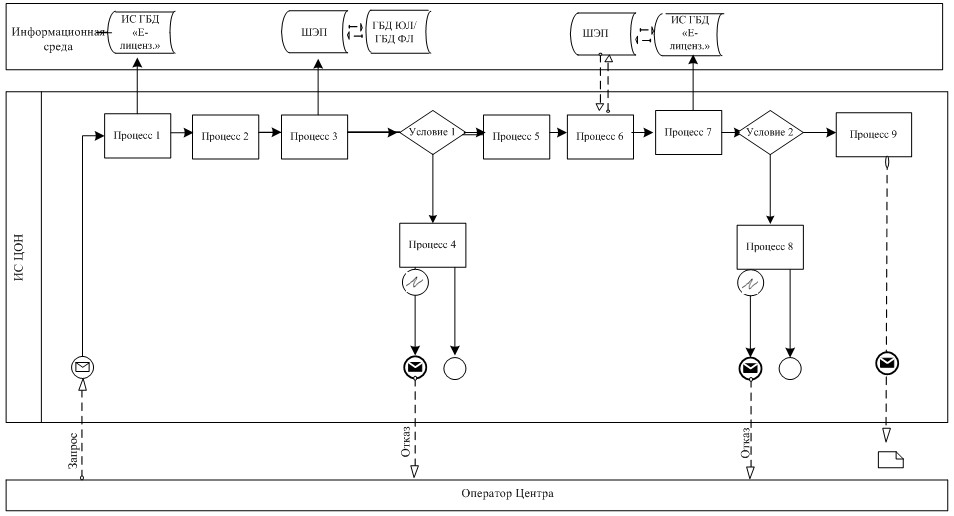 Информационная
среда
ИС ГБД
«Е-
лиценз.»
ШЭП
ГБД ЮЛ/
ГБД ФЛ
ШЭП
ИС ГБД
«Е-
лиценз.»
ИС ЦОН
Процесс 1
Процесс 2
Процесс 3
Условие 1
Процесс 5
Процесс 6
Процесс 7
Условие 2
Процесс 9
Процесс 4
Процесс 8
Запрос
Отказ
Отказ
Оператор Центра